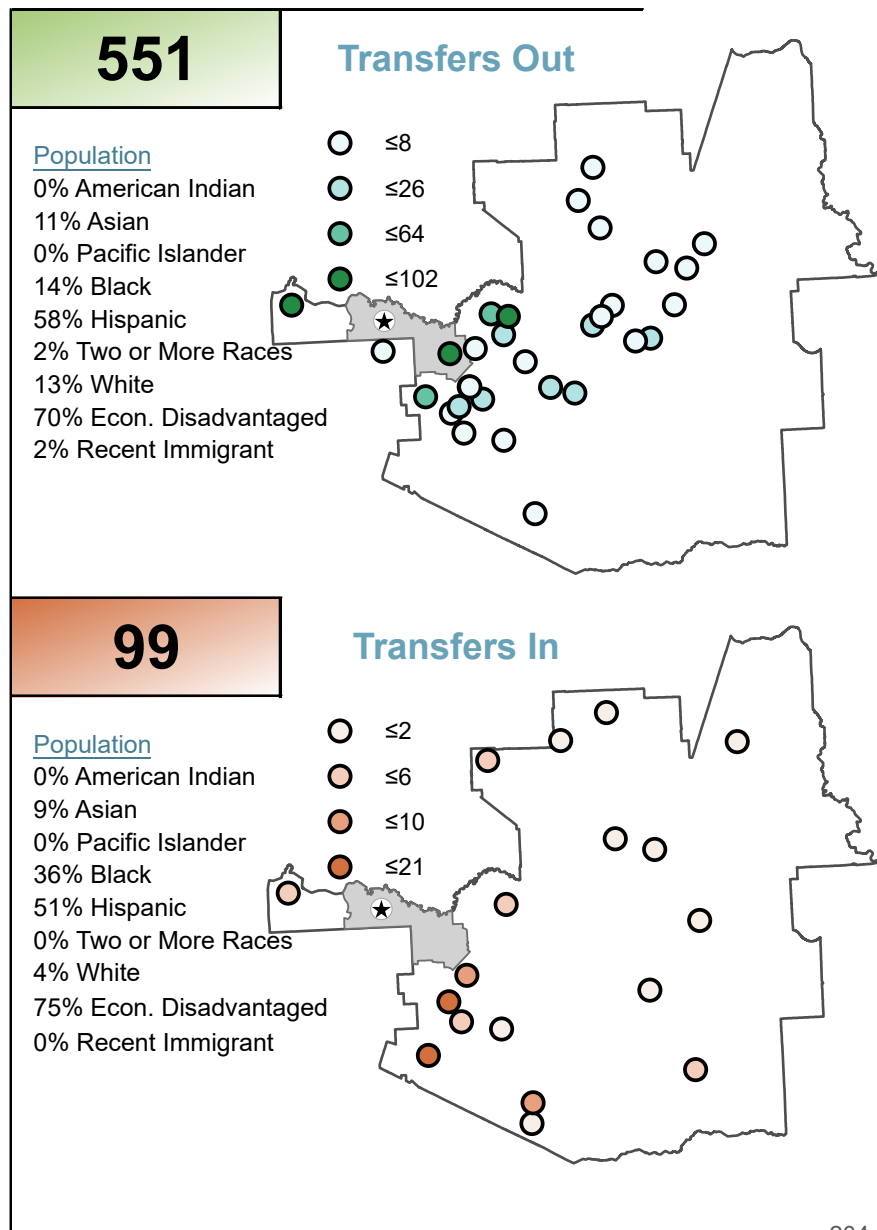 551
Transfers Out
Population
0% American Indian
11% Asian
0% Pacific Islander
14% Black
58% Hispanic
2% Two or More Races
13% White
70% Econ. Disadvantaged
2% Recent Immigrant
≤8
≤26
≤64
≤102
99
Transfers In
Population
0% American Indian
9% Asian
0% Pacific Islander
36% Black
51% Hispanic
0% Two or More Races
4% White
75% Econ. Disadvantaged
0% Recent Immigrant
≤2
≤6
≤10
≤21